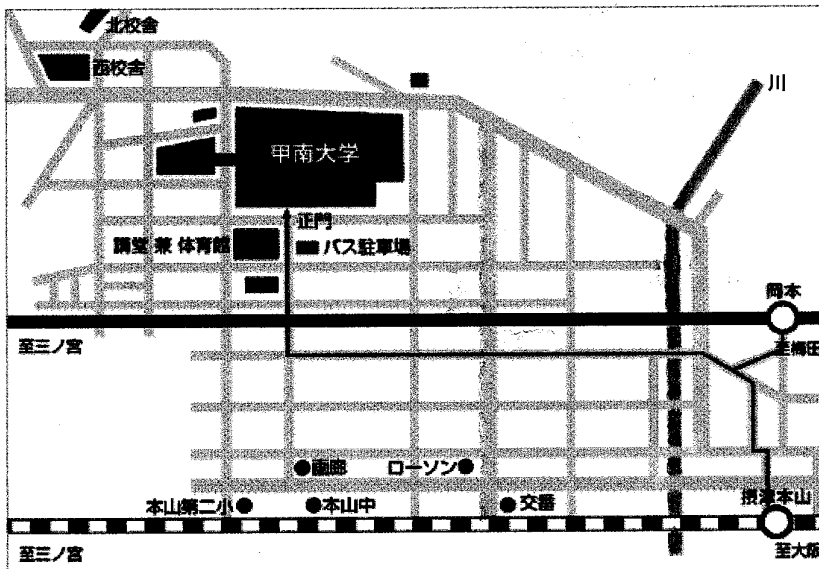 北校舎
西校舎
川
甲南大学
正門
講堂 兼 体育館
バス駐車場
岡本
至三ノ宮
至梅田
画廊
ローソン
本山第二小
本山中
交番
摂津本山
至三ノ宮
至大阪